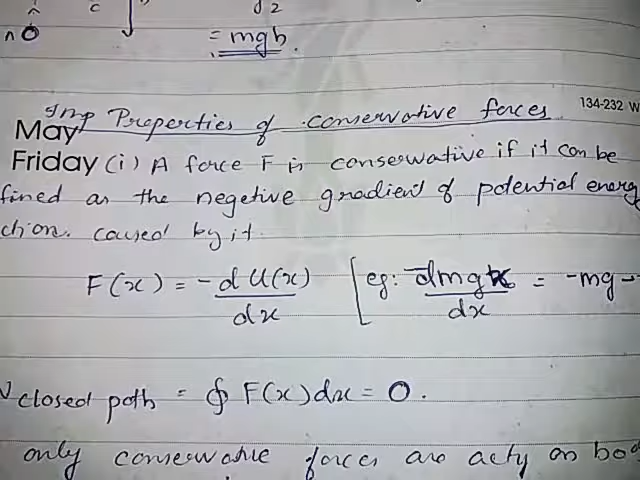 = mgh.
Imp Properties of conservative forces 134-232 W
May
Friday (i) A force F is conservative if it can be
fined as the negetive gradient of potential energy
ction. caused by it.
F(x) = -dU(x)/dx [eg: -dmgx/dx = -mg
closed path = ∮ F(x)dx = 0.
only conservative forces are acty on bo